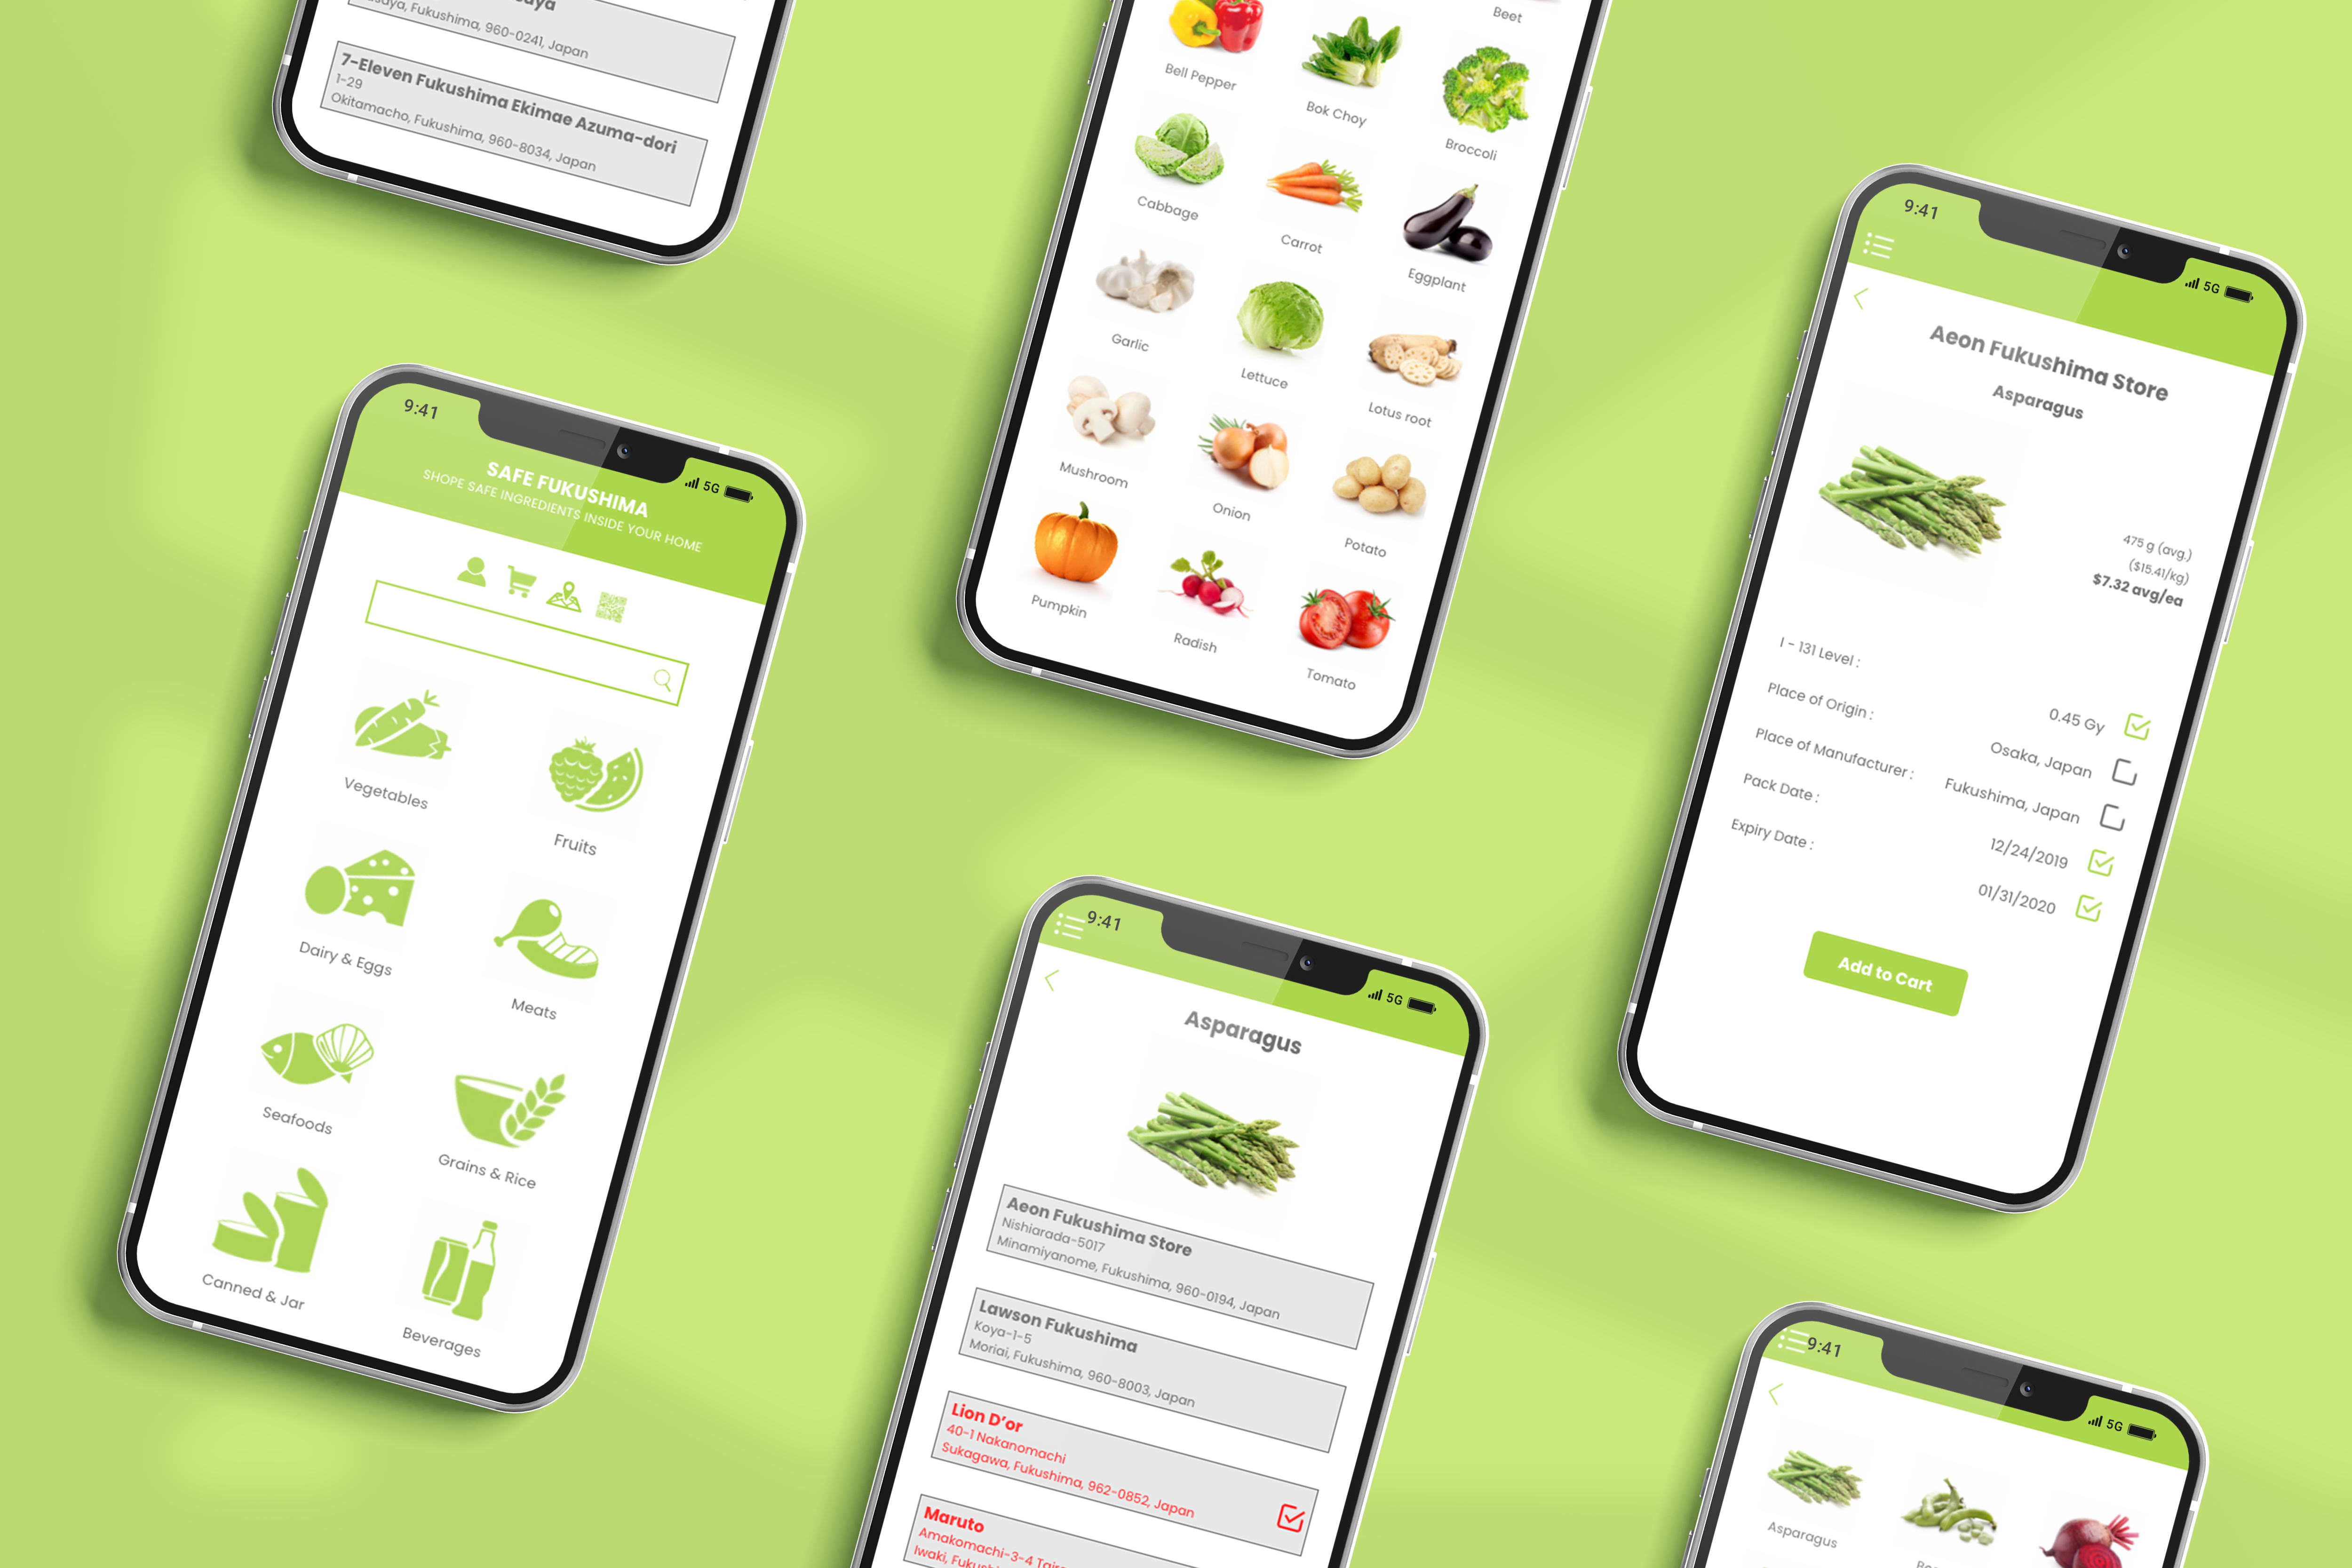 saya
saya, Fukushima, 960-0241, Japan
7-Eleven Fukushima Ekimae Azuma-dori
1-29
Okitamacho, Fukushima, 960-8034, Japan
9:41
5G
SAFE FUKUSHIMA
SHOPE SAFE INGREDIENTS INSIDE YOUR HOME
Vegetables
Fruits
Dairy & Eggs
Meats
Seafoods
Grains & Rice
Canned & Jar
Beverages
Beet
Bell Pepper
Bok Choy
Broccoli
Cabbage
Carrot
Eggplant
Garlic
Lettuce
Lotus root
Mushroom
Onion
Potato
Pumpkin
Radish
Tomato
9:41
5G
Asparagus
Aeon Fukushima Store
Nishiarada-5017
Minamiyanome, Fukushima, 960-0194, Japan
Lawson Fukushima
Koya-1-5
Moriai, Fukushima, 960-8003, Japan
Lion D'or
40-1 Nakanomachi
Sukagawa, Fukushima, 962-0852, Japan
Maruto
Amakomachi-3-4
Iwaki,
9:41
5G
Aeon Fukushima Store
Asparagus
475 g (avg.)
($15.41/kg)
$7.32 avg/ea
I - 131 Level :
0.45 Gy
Place of Origin :
Osaka, Japan
Place of Manufacturer :
Fukushima, Japan
Pack Date :
12/24/2019
Expiry Date :
01/31/2020
Add to Cart
9:41
5G
Asparagus